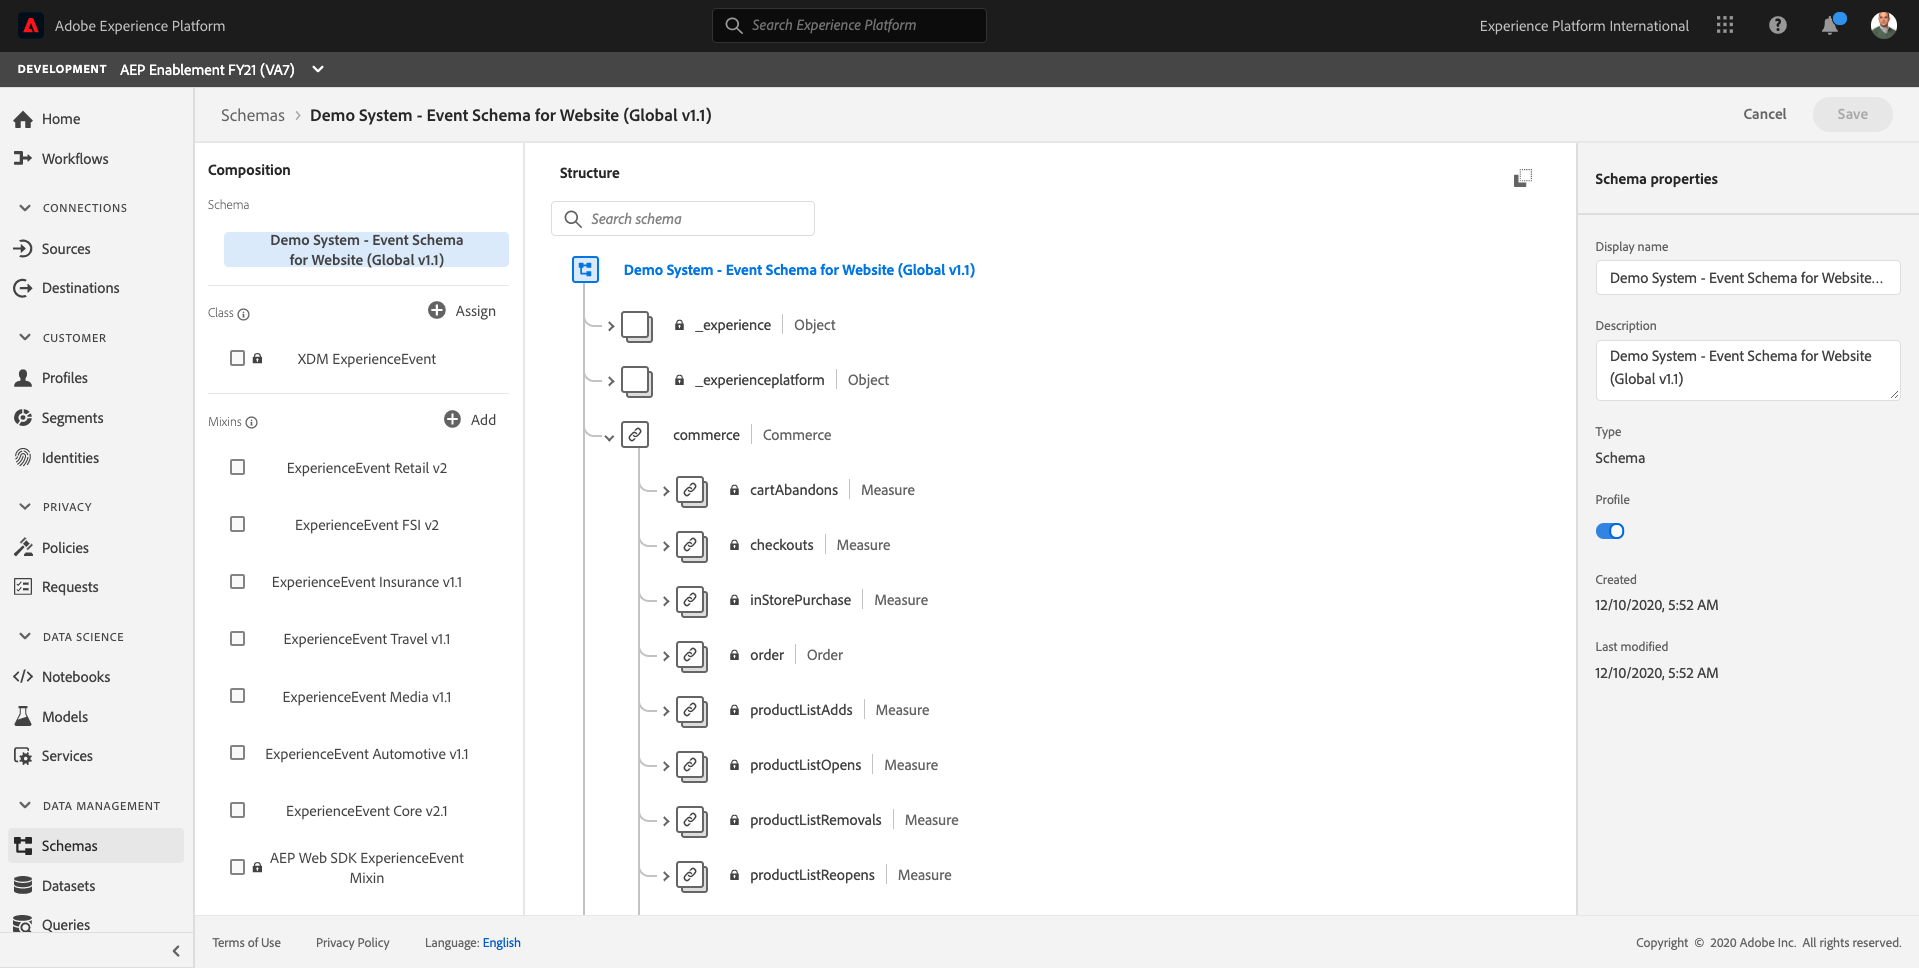 Adobe Experience Platform
Search Experience Platform
Experience Platform International
DEVELOPMENT AEP Enablement FY21 (VA7)
Home
Workflows
CONNECTIONS
Sources
Destinations
CUSTOMER
Profiles
Segments
Identities
PRIVACY
Policies
Requests
DATA SCIENCE
Notebooks
Models
Services
DATA MANAGEMENT
Schemas
Datasets
Queries
Schemas > Demo System - Event Schema for Website (Global v1.1)
Cancel
Save
Composition
Schema
Demo System - Event Schema
for Website (Global v1.1)
Class
Assign
XDM ExperienceEvent
Mixins
Add
ExperienceEvent Retail v2
ExperienceEvent FSI v2
ExperienceEvent Insurance v1.1
ExperienceEvent Travel v1.1
ExperienceEvent Media v1.1
ExperienceEvent Automotive v1.1
ExperienceEvent Core v2.1
AEP Web SDK ExperienceEvent
Mixin
Structure
Search schema
Demo System - Event Schema for Website (Global v1.1)
_experience Object
_experienceplatform Object
commerce Commerce
cartAbandons Measure
checkouts Measure
inStorePurchase Measure
order Order
productListAdds Measure
productListOpens Measure
productListRemovals Measure
productListReopens Measure
Schema properties
Display name
Demo System - Event Schema for Website...
Description
Demo System - Event Schema for Website
(Global v1.1)
Type
Schema
Profile
Created
12/10/2020, 5:52 AM
Last modified
12/10/2020, 5:52 AM
Terms of Use
Privacy Policy
Language: English
Copyright © 2020 Adobe Inc. All rights reserved.